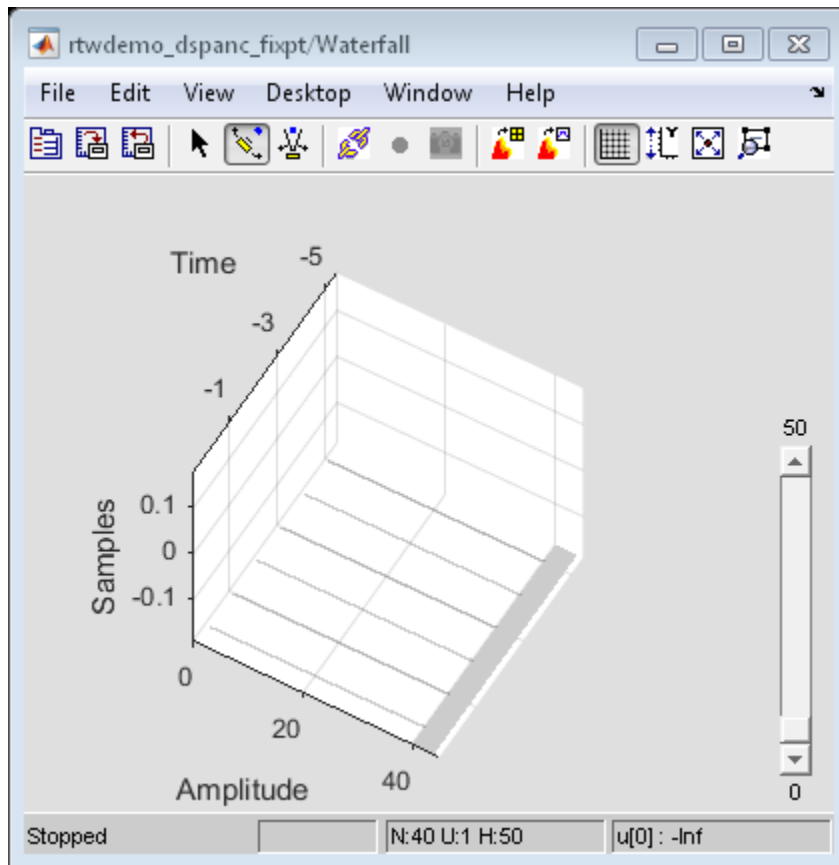 rtwdemo_dspanc_fixpt/Waterfall
File Edit View Desktop Window Help
Time
-5
-3
-1
50
Samples
0.1
0
-0.1
0
20
40
Amplitude
0
Stopped N:40 U:1 H:50 u[0] : -Inf